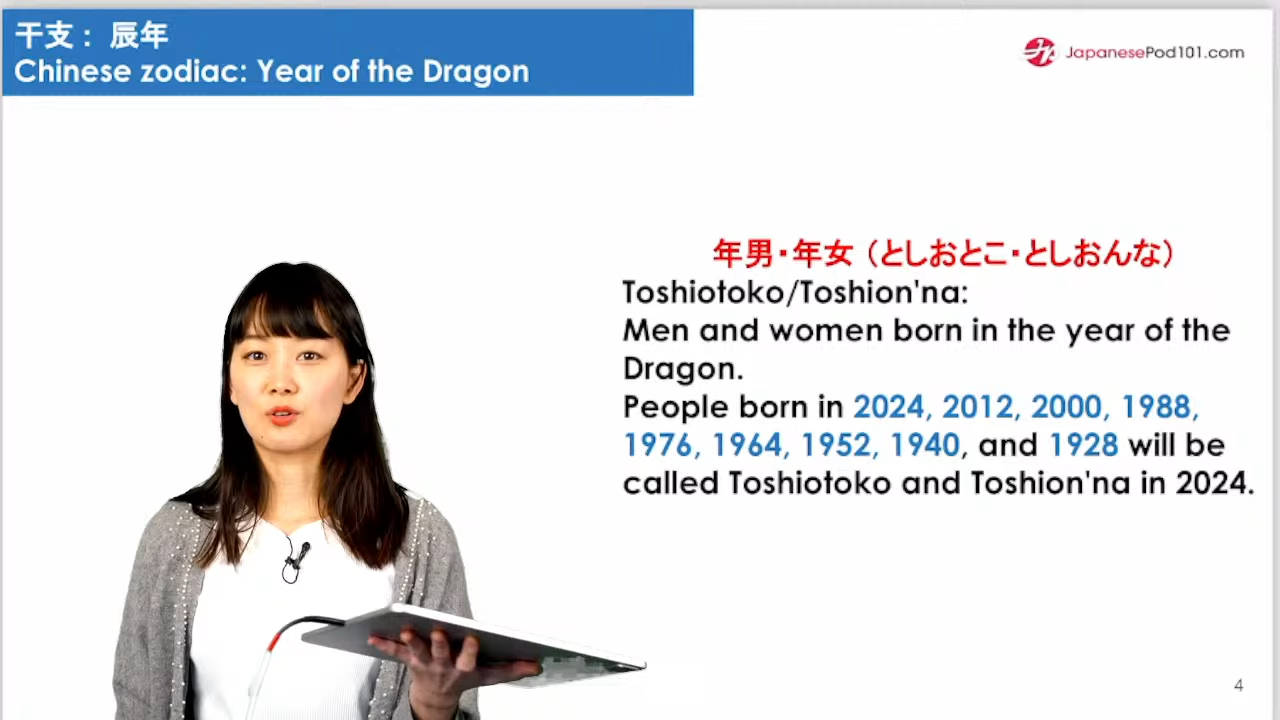 干支： 辰年
Chinese zodiac: Year of the Dragon
JapanesePod101.com
年男・年女（としおとこ・としおんな）
Toshiotoko/Toshion'na:
Men and women born in the year of the
Dragon.
People born in 2024, 2012, 2000, 1988,
1976, 1964, 1952, 1940, and 1928 will be
called Toshiotoko and Toshion'na in 2024.
4